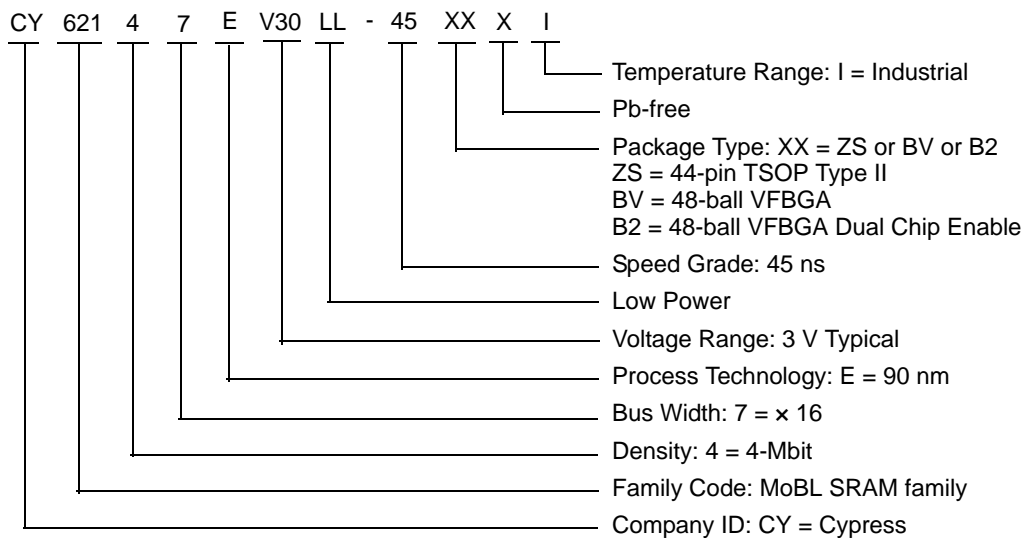 CY 621 4 7 E V30 LL - 45 XX X I
Temperature Range: I = Industrial
Pb-free
Package Type: XX = ZS or BV or B2
ZS = 44-pin TSOP Type II
BV = 48-ball VFBGA
B2 = 48-ball VFBGA Dual Chip Enable
Speed Grade: 45 ns
Low Power
Voltage Range: 3 V Typical
Process Technology: E = 90 nm
Bus Width: 7 = × 16
Density: 4 = 4-Mbit
Family Code: MoBL SRAM family
Company ID: CY = Cypress